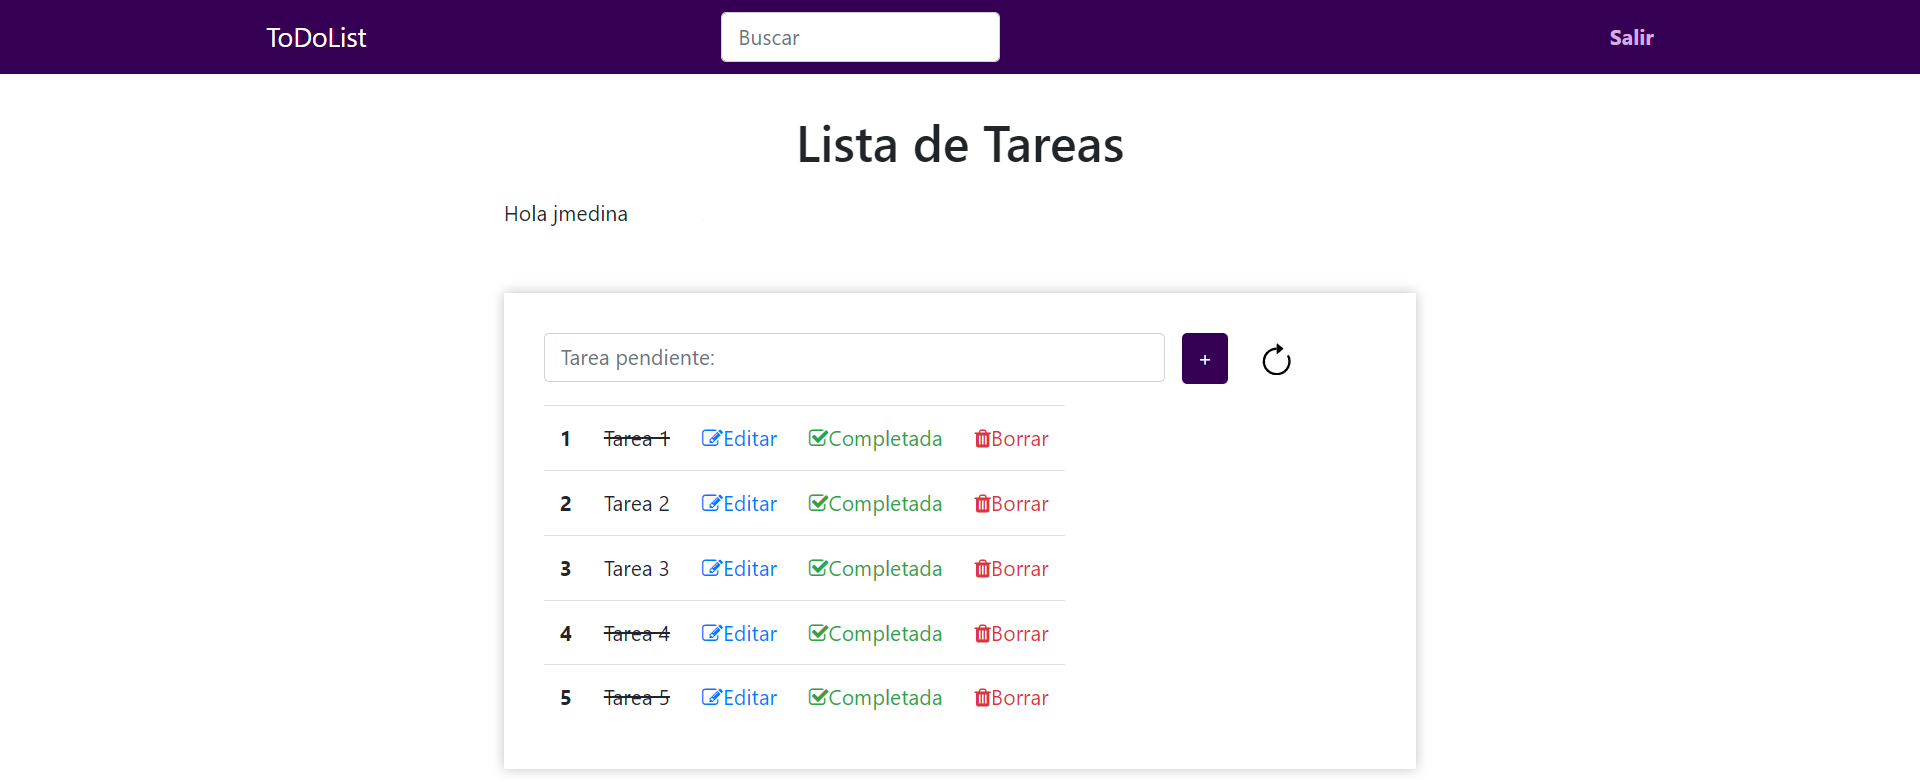 ToDoList Buscar Salir
Lista de Tareas
Hola jmedina
Tarea pendiente: +
1 Tarea 1 Editar Completada Borrar
2 Tarea 2 Editar Completada Borrar
3 Tarea 3 Editar Completada Borrar
4 Tarea 4 Editar Completada Borrar
5 Tarea 5 Editar Completada Borrar